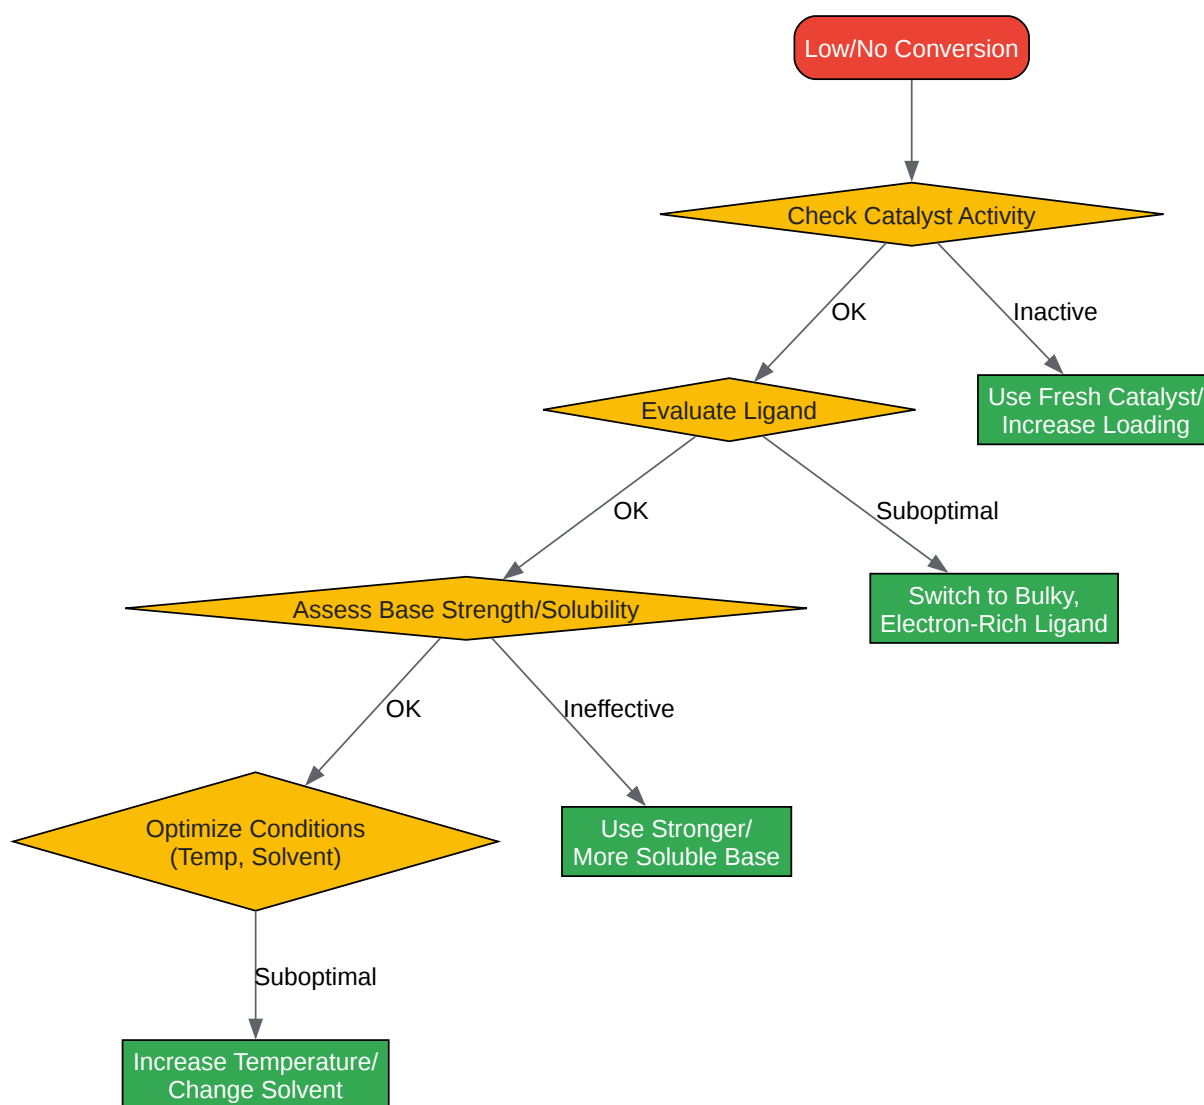 Low/No Conversion
Check Catalyst Activity
OK
Inactive
Use Fresh Catalyst/
Increase Loading
Evaluate Ligand
OK
Suboptimal
Switch to Bulky,
Electron-Rich Ligand
Assess Base Strength/Solubility
OK
Ineffective
Use Stronger/
More Soluble Base
Optimize Conditions
(Temp, Solvent)
Suboptimal
Increase Temperature/
Change Solvent